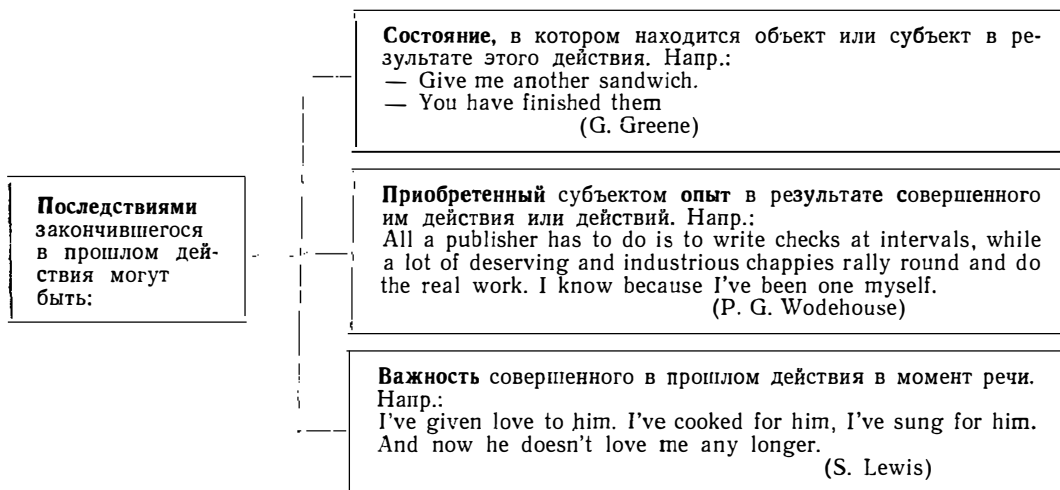 Состояние, в котором находится объект или субъект в ре-
зультате этого действия. Напр.:
— Give me another sandwich.
— You have finished them
(G. Greene)
Последствиями
закончившегося
в прошлом дей-
ствия могут
быть:
Приобретенный субъектом опыт в результате совершенного
им действия или действий. Напр.:
All a publisher has to do is to write checks at intervals, while
a lot of deserving and industrious chappies rally round and do
the real work. I know because I've been one myself.
(P. G. Wodehouse)
Важность совершенного в прошлом действия в момент речи.
Напр.:
I've given love to him. I've cooked for him, I've sung for him.
And now he doesn't love me any longer.
(S. Lewis)